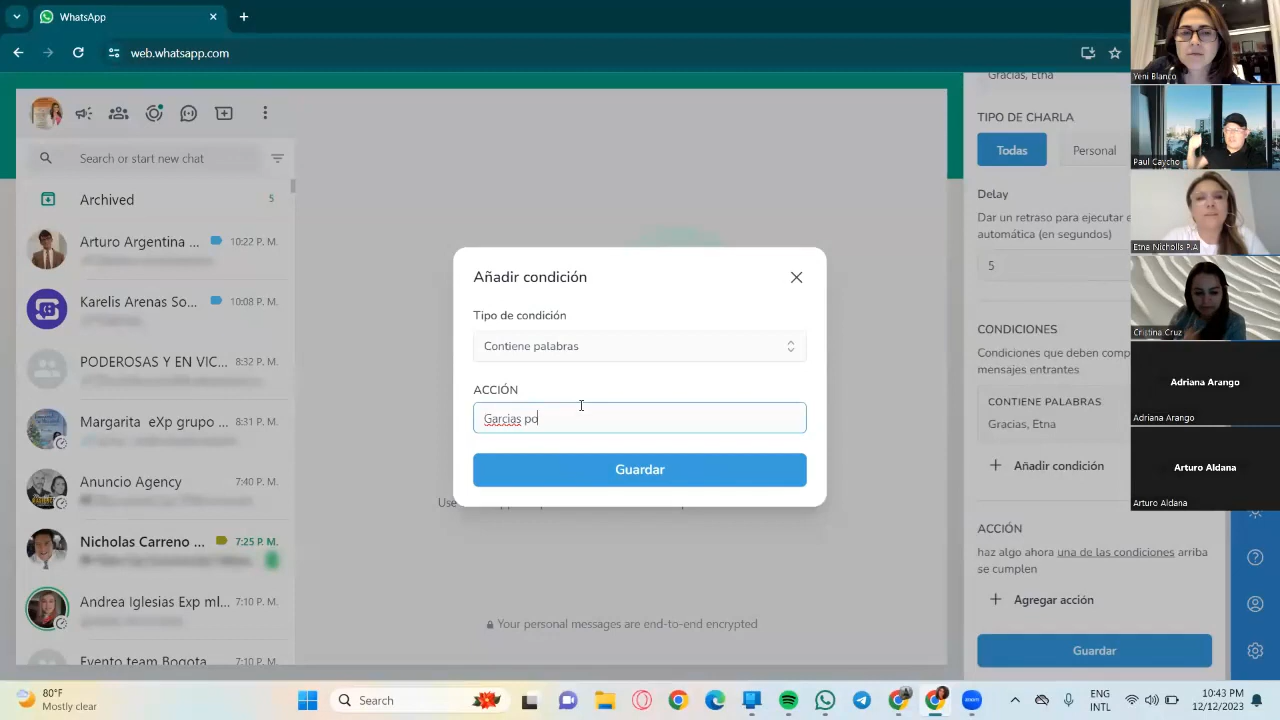 WhatsApp
web.whatsapp.com
Search or start new chat
Archived
5
Arturo Argentina ...
10:22 P. M.
Karelis Arenas So...
10:08 P. M.
PODEROSAS Y EN VIC...
8:32 P. M.
Margarita eXp grupo ...
8:31 P. M.
Anuncio Agency
7:40 P. M.
Nicholas Carreno ...
7:25 P. M.
Andrea Iglesias Exp ml...
7:10 P. M.
Evento team Bogota
7:10 P. M.
Añadir condición
Tipo de condición
Contiene palabras
ACCIÓN
Garcias po
Guardar
Use
Your personal messages are end-to-end encrypted
Gracias, Etna
TIPO DE CHARLA
Todas
Personal
Delay
Dar un retraso para ejecutar
automática (en segundos)
5
CONDICIONES
Condiciones que deben comp
mensajes entrantes
CONTIENE PALABRAS
Gracias, Etna
Añadir condición
ACCIÓN
haz algo ahora una de las condiciones arriba
se cumplen
Agregar acción
Guardar
Yeni Blanco
Paul Caycho
Etna Nicholls P.A
Cristina Cruz
Adriana Arango
Adriana Arango
Arturo Aldana
Arturo Aldana
80°F
Mostly clear
Search
ENG
INTL
10:43 PM
12/12/2023